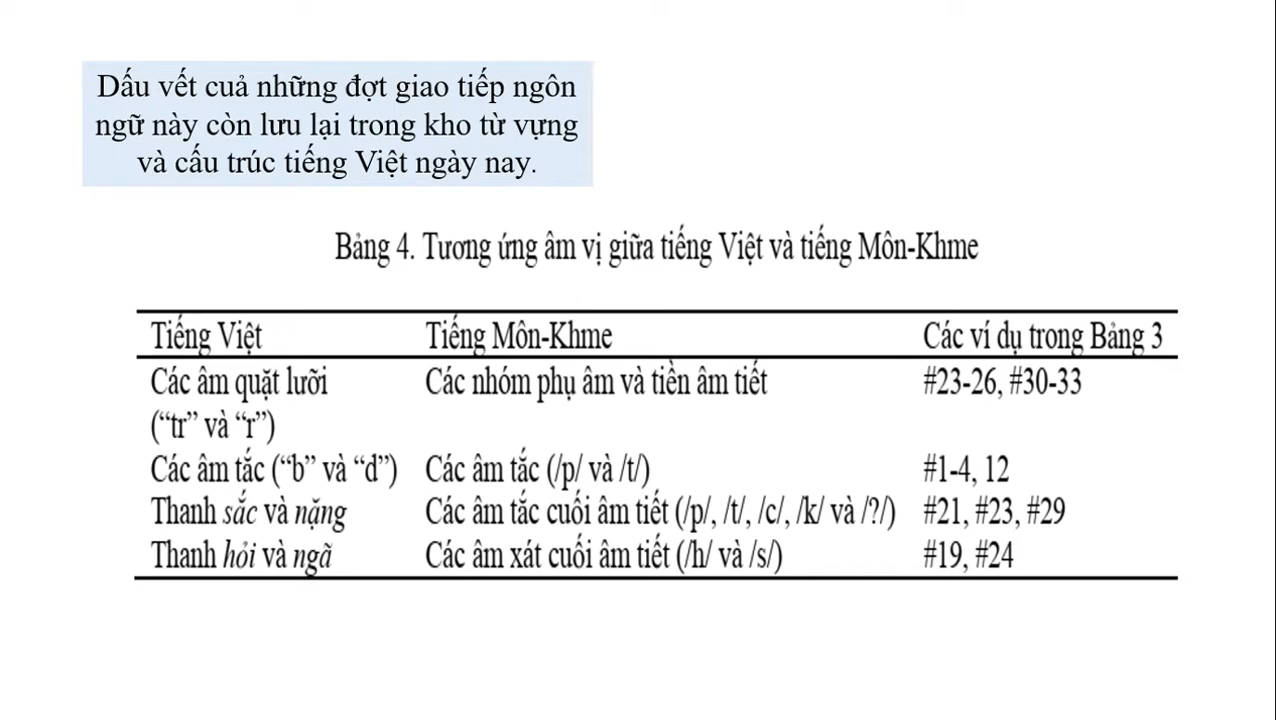 Dấu vết cuả những đợt giao tiếp ngôn
ngữ này còn lưu lại trong kho từ vựng
và cấu trúc tiếng Việt ngày nay.
Bảng 4. Tương ứng âm vị giữa tiếng Việt và tiếng Môn-Khme
Tiếng Việt Tiếng Môn-Khme Các ví dụ trong Bảng 3
Các âm quặt lưỡi Các nhóm phụ âm và tiền âm tiết #23-26, #30-33
(“tr” và “r”)
Các âm tắc (“b” và “d”) Các âm tắc (/p/ và /t/) #1-4, 12
Thanh sắc và nặng Các âm tắc cuối âm tiết (/p/, /t/, /c/, /k/ và /?/) #21, #23, #29
Thanh hỏi và ngã Các âm xát cuối âm tiết (/h/ và /s/) #19, #24